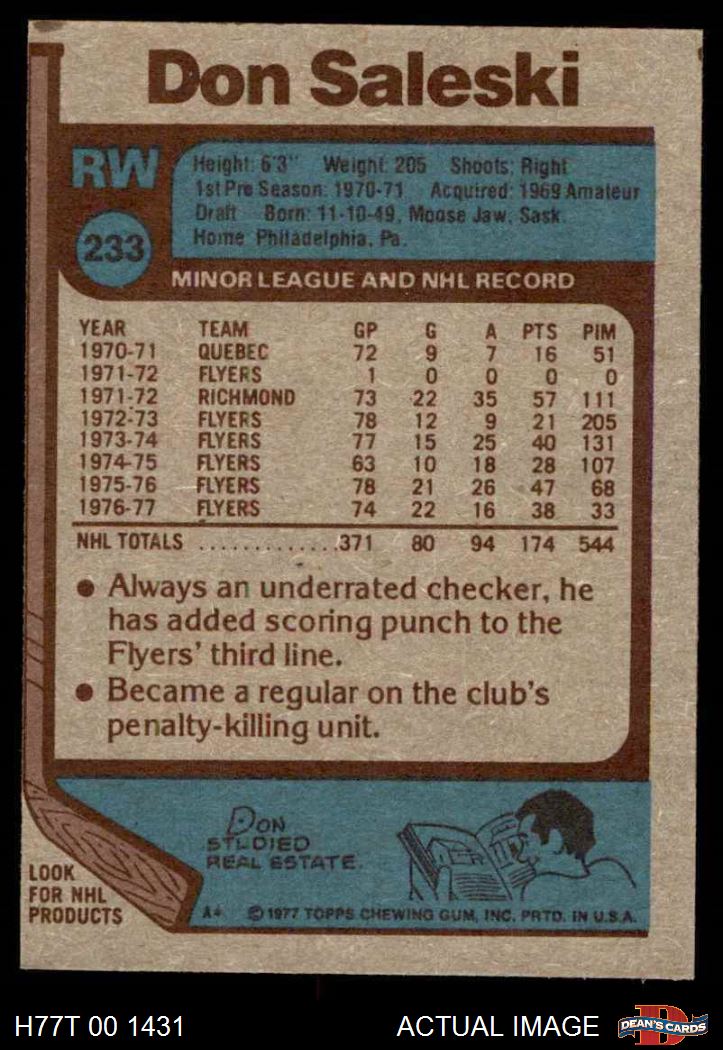 Don Saleski
RW
233
Height: 6'3" Weight: 205 Shoots: Right
1st Pro Season: 1970-71 Acquired: 1969 Amateur
Draft Born: 11-10-49, Moose Jaw, Sask.
Home Philadelphia, Pa.
MINOR LEAGUE AND NHL RECORD
YEAR TEAM GP G A PTS PIM
1970-71 QUEBEC 72 9 7 16 51
1971-72 FLYERS 1 0 0 0 0
1971-72 RICHMOND 73 22 35 57 111
1972-73 FLYERS 78 12 9 21 205
1973-74 FLYERS 77 15 25 40 131
1974-75 FLYERS 63 10 18 28 107
1975-76 FLYERS 78 21 26 47 68
1976-77 FLYERS 74 22 16 38 33
NHL TOTALS .............371 80 94 174 544
● Always an underrated checker, he
has added scoring punch to the
Flyers' third line.
● Became a regular on the club's
penalty-killing unit.
DON
STUDIED
REAL ESTATE.
LOOK
FOR NHL
PRODUCTS
A* © 1977 TOPPS CHEWING GUM, INC. PRTD. IN U.S.A.
H77T 00 1431 ACTUAL IMAGE
D
DEAN'S CARDS